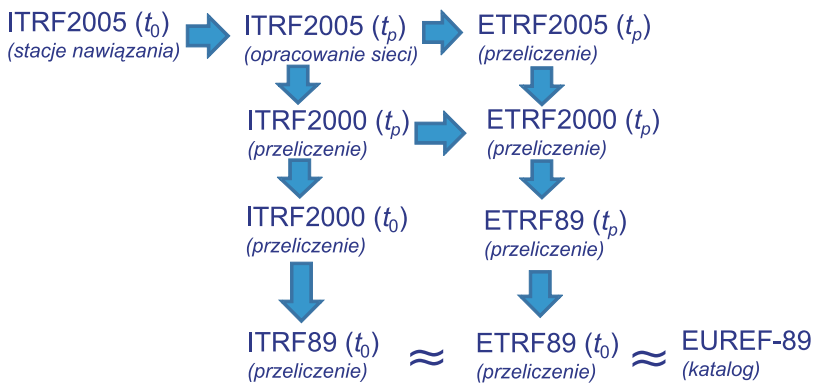 ITRF2005 (t0) ITRF2005 (tp) ETRF2005 (tp)
(stacje nawiązania) (opracowanie sieci) (przeliczenie)
ITRF2000 (tp) ETRF2000 (tp)
(przeliczenie) (przeliczenie)
ITRF2000 (t0) ETRF89 (tp)
(przeliczenie) (przeliczenie)
ITRF89 (t0) ≈ ETRF89 (t0) ≈ EUREF-89
(przeliczenie) (przeliczenie) (katalog)